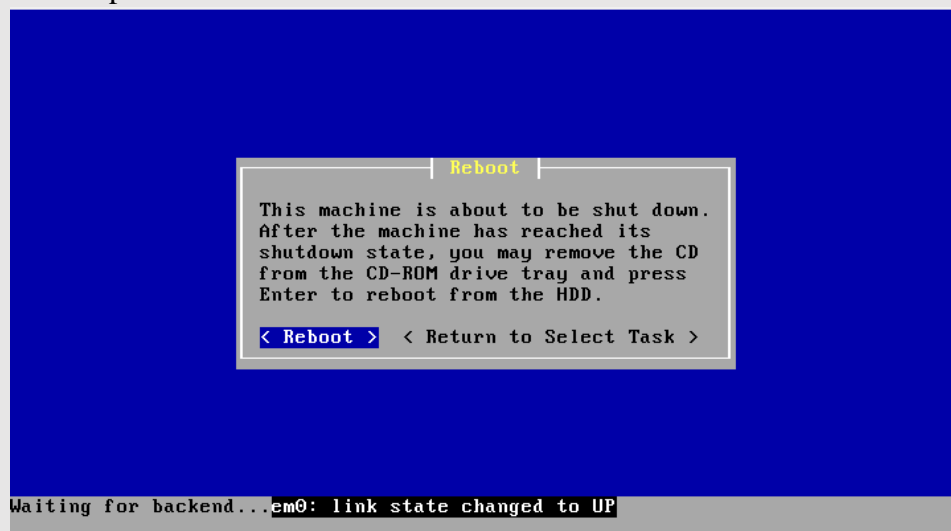 Reboot
This machine is about to be shut down.
After the machine has reached its
shutdown state, you may remove the CD
from the CD-ROM drive tray and press
Enter to reboot from the HDD.
< Reboot > < Return to Select Task >
Waiting for backend...em0: link state changed to UP